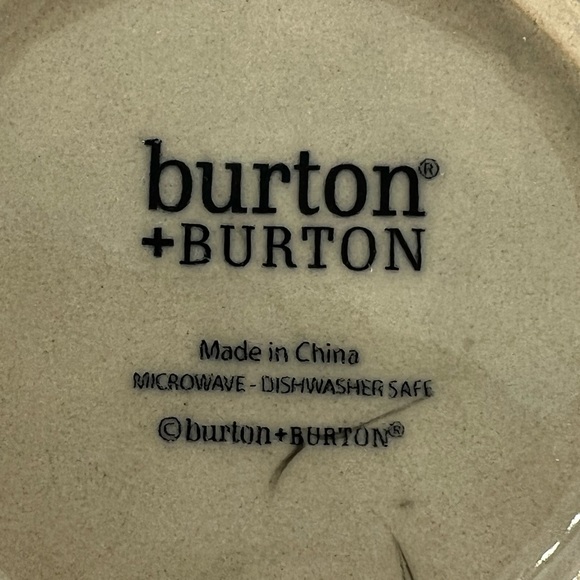 burton®
+BURTON
Made in China
MICROWAVE - DISHWASHER SAFE
©burton+BURTON®